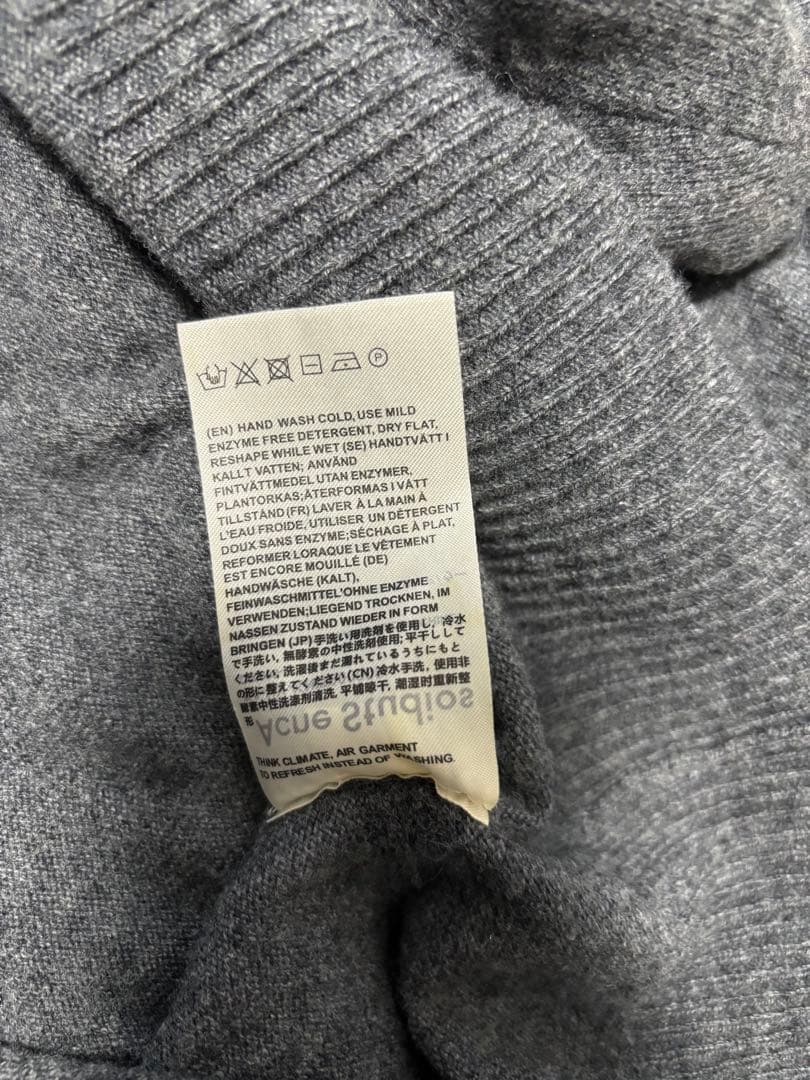 P
(EN) HAND WASH COLD, USE MILD
ENZYME FREE DETERGENT, DRY FLAT,
RESHAPE WHILE WET (SE) HANDTVÄTT I
KALLT VATTEN; ANVÄND
FINTVÄTTMEDEL UTAN ENZYMER,
PLANTORKAS;ÅTERFORMAS I VÅTT
TILLSTÅND(FR) LAVER À LA MAIN À
L'EAU FROIDE, UTILISER UN DÉTERGENT
DOUX SANS ENZYME;SÉCHAGE À PLAT,
REFORMER LORAQUE LE VÊTEMENT
EST ENCORE MOUILLÉ (DE)
HANDWÄSCHE (KALT),
FEINWASCHMITTEL'OHNE ENZYME
VERWENDEN;LIEGEND TROCKNEN, IM
NASSEN ZUSTAND WIEDER IN FORM
BRINGEN (JP)手洗い用洗剤を使用し, 冷水
で手洗い, 無酵素の中性洗剤使用; 平干しして
ください, 洗濯後まだ濡れているうちにもと
の形に整えてください(CN)冷水手洗, 使用非
酵素中性洗涤剂清洗, 平铺晾干, 潮湿时重新整
形
Acne Studios
THINK CLIMATE, AIR GARMENT
TO REFRESH INSTEAD OF WASHING